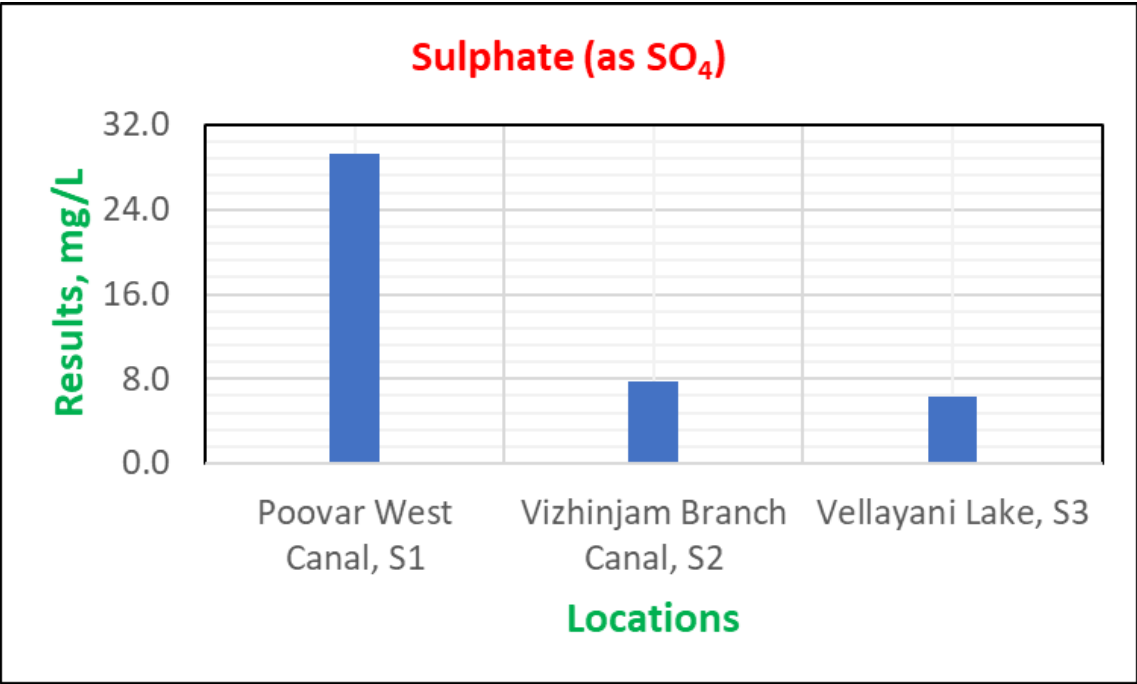 Sulphate (as SO₄)
Results, mg/L
32.0
24.0
16.0
8.0
0.0
Poovar West
Canal, S1
Vizhinjam Branch
Canal, S2
Vellayani Lake, S3
Locations